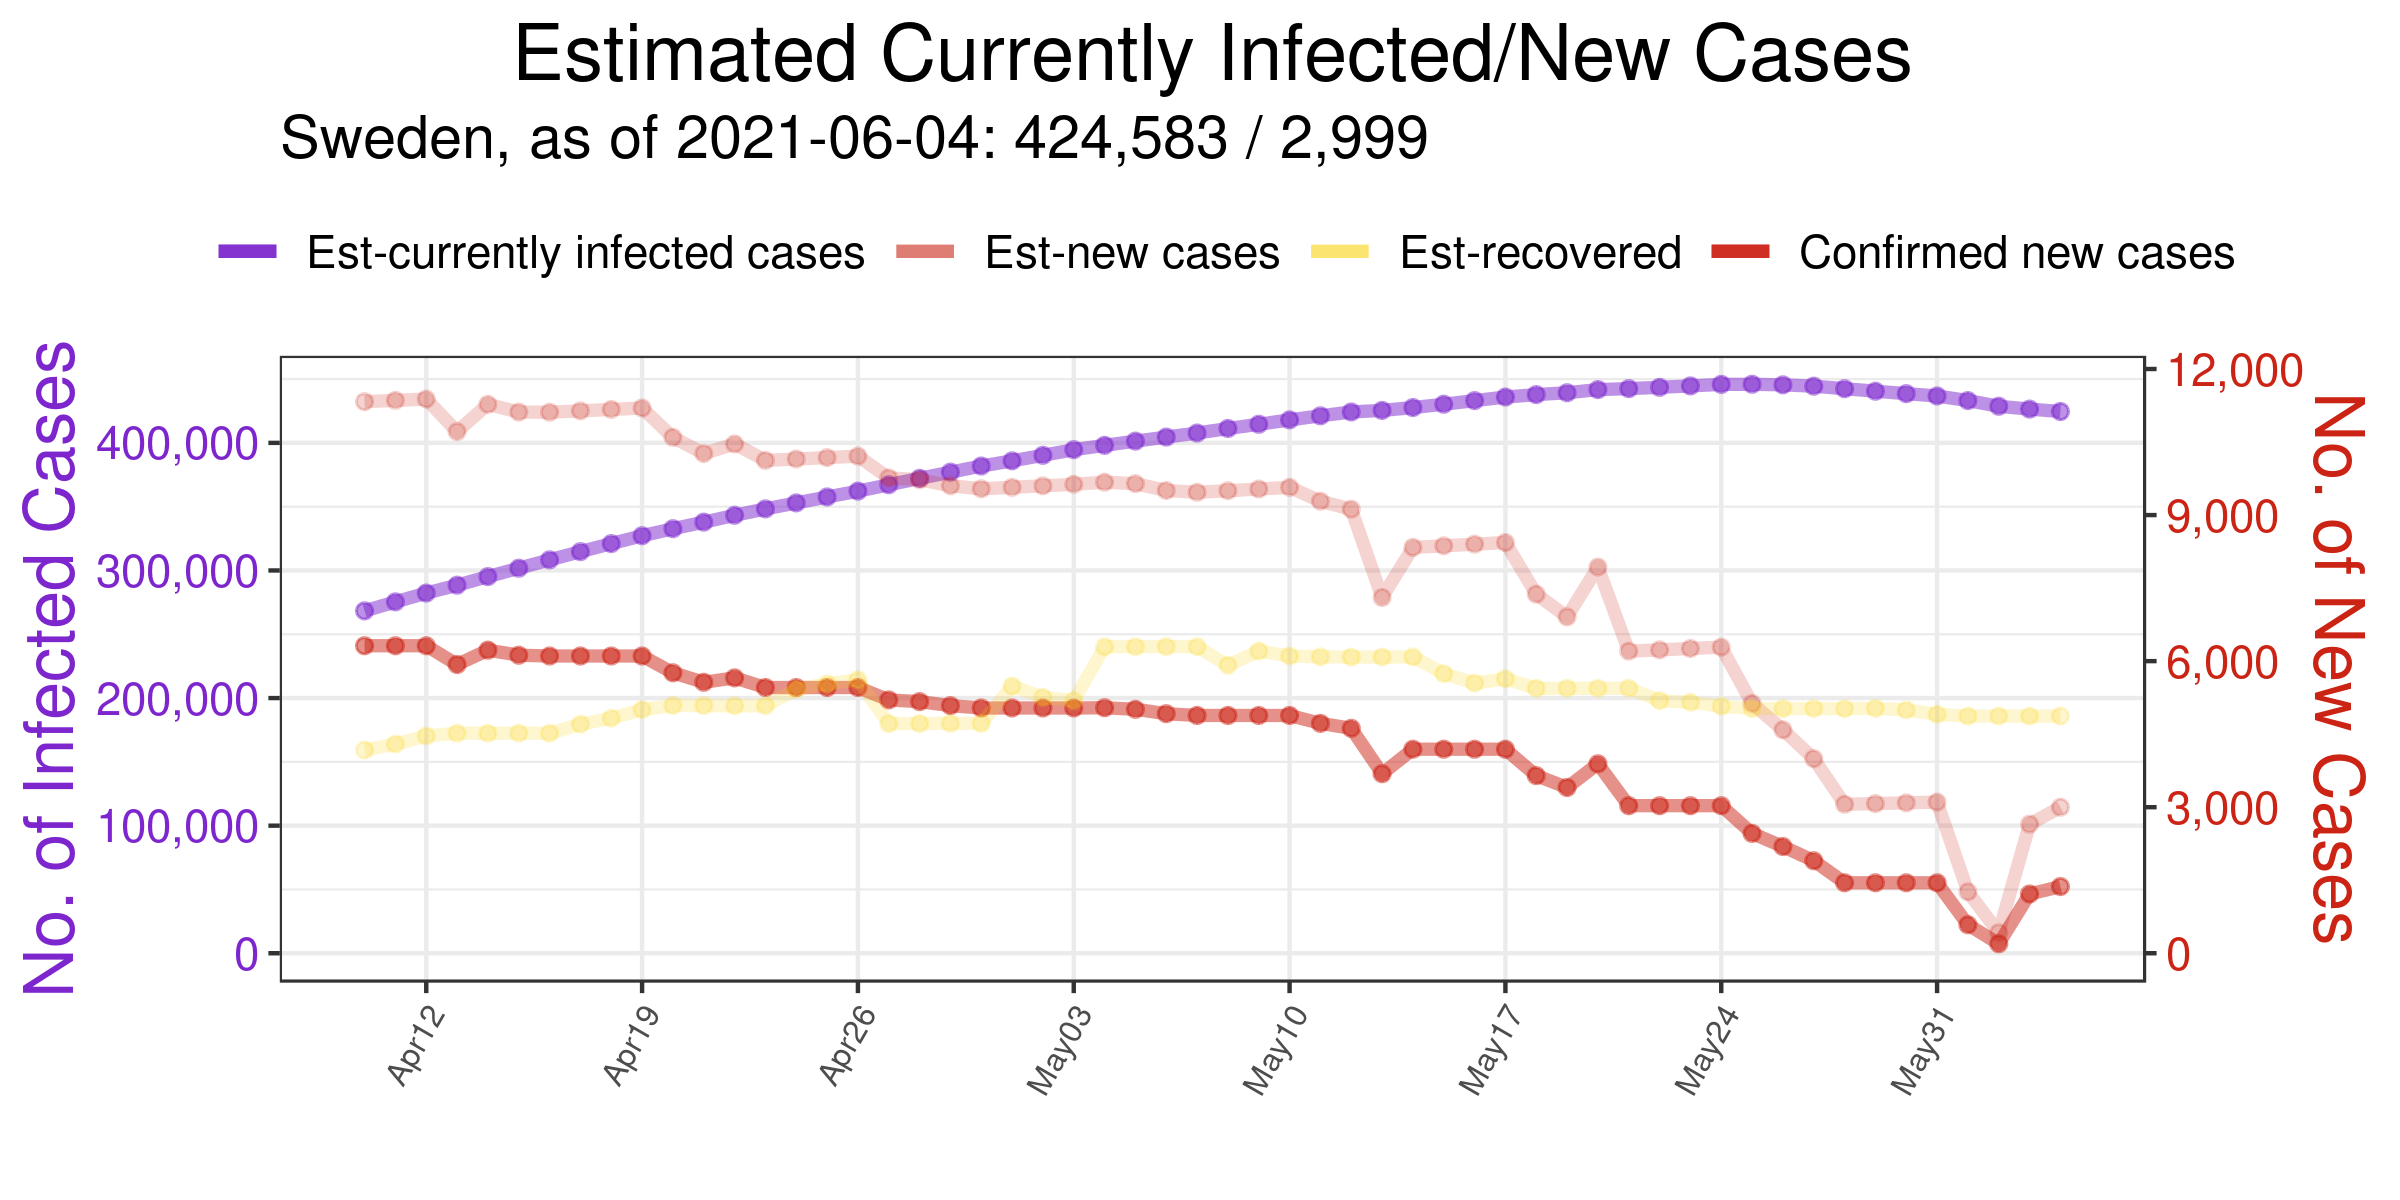 Estimated Currently Infected/New Cases
Sweden, as of 2021-06-04: 424,583 / 2,999
Est-currently infected cases Est-new cases Est-recovered Confirmed new cases
No. of Infected Cases
400,000
300,000
200,000
100,000
0
12,000
9,000
6,000
3,000
0
No. of New Cases
Apr12 Apr19 Apr26 May03 May10 May17 May24 May31